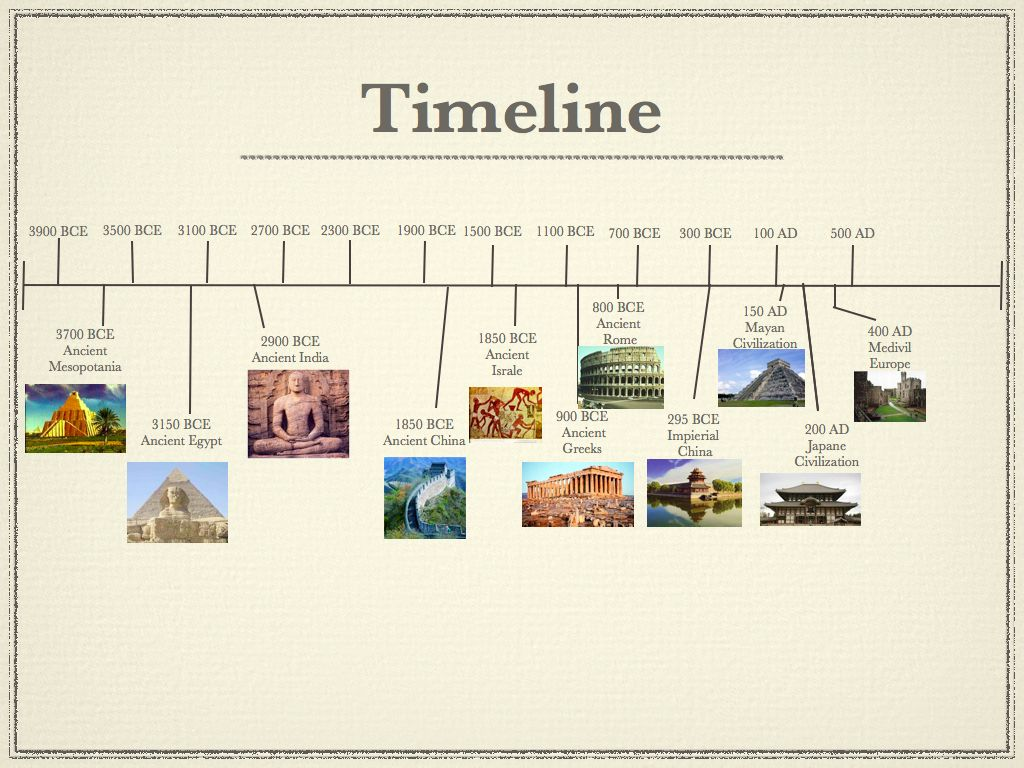 Timeline
3900 BCE
3500 BCE
3100 BCE
2700 BCE
2300 BCE
1900 BCE
1500 BCE
1100 BCE
700 BCE
300 BCE
100 AD
500 AD
3700 BCE
Ancient
Mesopotania
3150 BCE
Ancient Egypt
2900 BCE
Ancient India
1850 BCE
Ancient China
1850 BCE
Ancient
Israle
900 BCE
Ancient
Greeks
800 BCE
Ancient
Rome
295 BCE
Impierial
China
150 AD
Mayan
Civilization
200 AD
Japane
Civilization
400 AD
Medivil
Europe